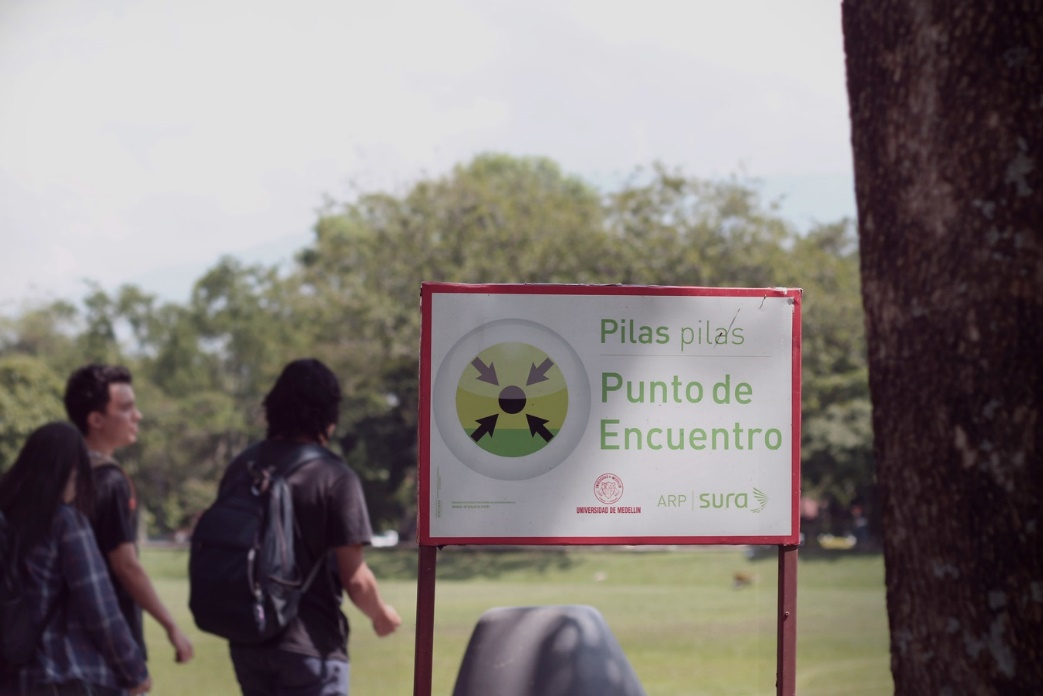 Pilas pilas
Punto de
Encuentro
UNIVERSIDAD DE MEDELLIN
ARP sura